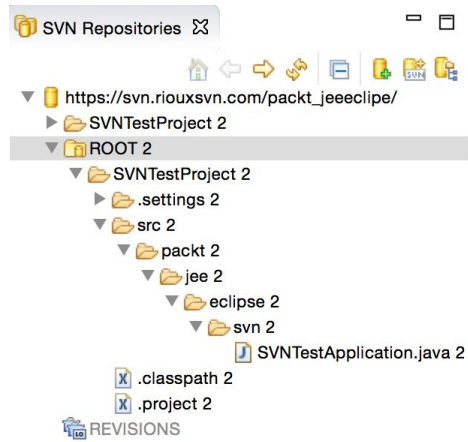 SVN Repositories
SVN
https://svn.riouxsvn.com/packt_jeeeclipe/
SVNTestProject 2
ROOT 2
SVNTestProject 2
.settings 2
src 2
packt 2
jee 2
eclipse 2
svn 2
J SVNTestApplication.java 2
X .classpath 2
X .project 2
REVISIONS